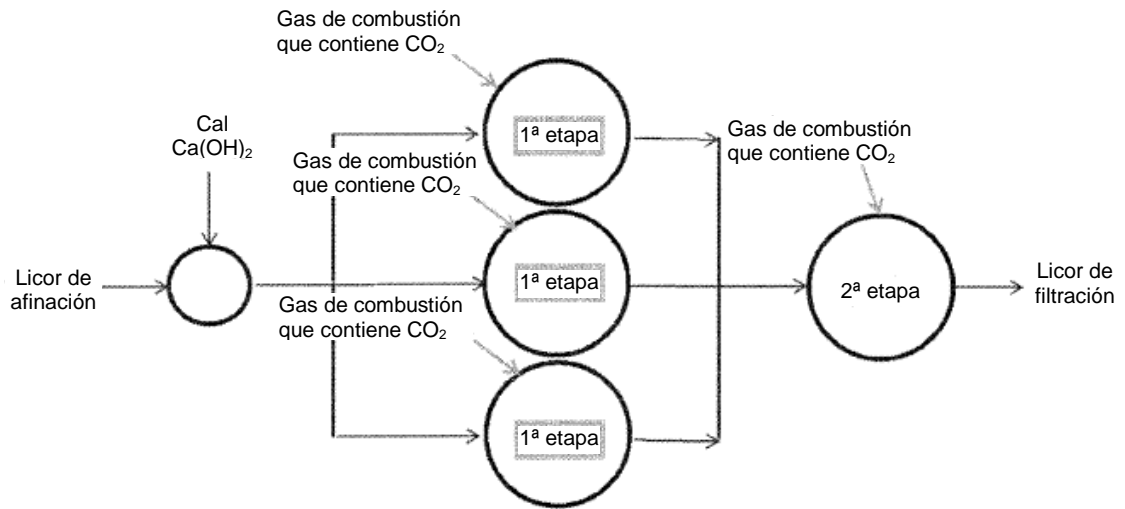 Gas de combustión
que contiene CO₂
Cal
Ca(OH)₂
1ª etapa
Gas de combustión
que contiene CO₂
Gas de combustión
que contiene CO₂
Licor de
afinación
1ª etapa
2ª etapa
Licor de
filtración
Gas de combustión
que contiene CO₂
1ª etapa